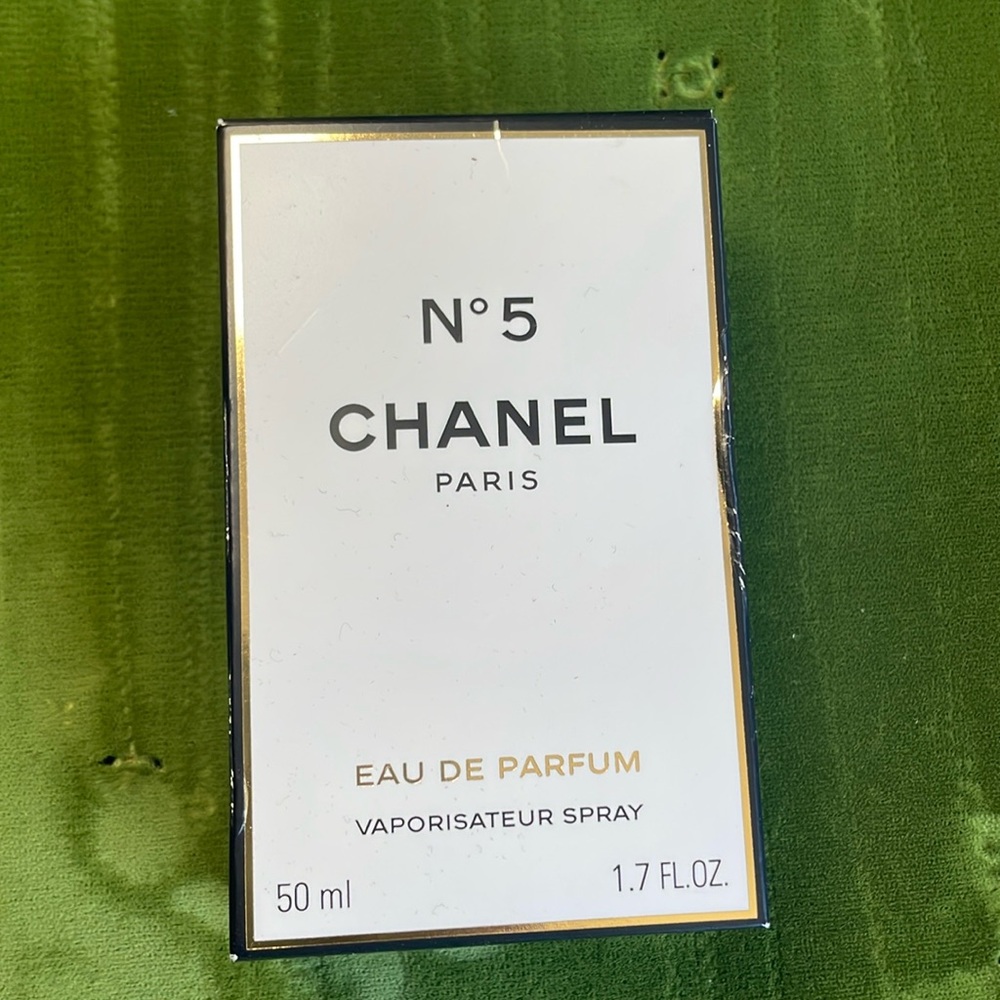 N°5
CHANEL
PARIS
EAU DE PARFUM
VAPORISATEUR SPRAY
50 ml 1.7 FL.OZ.